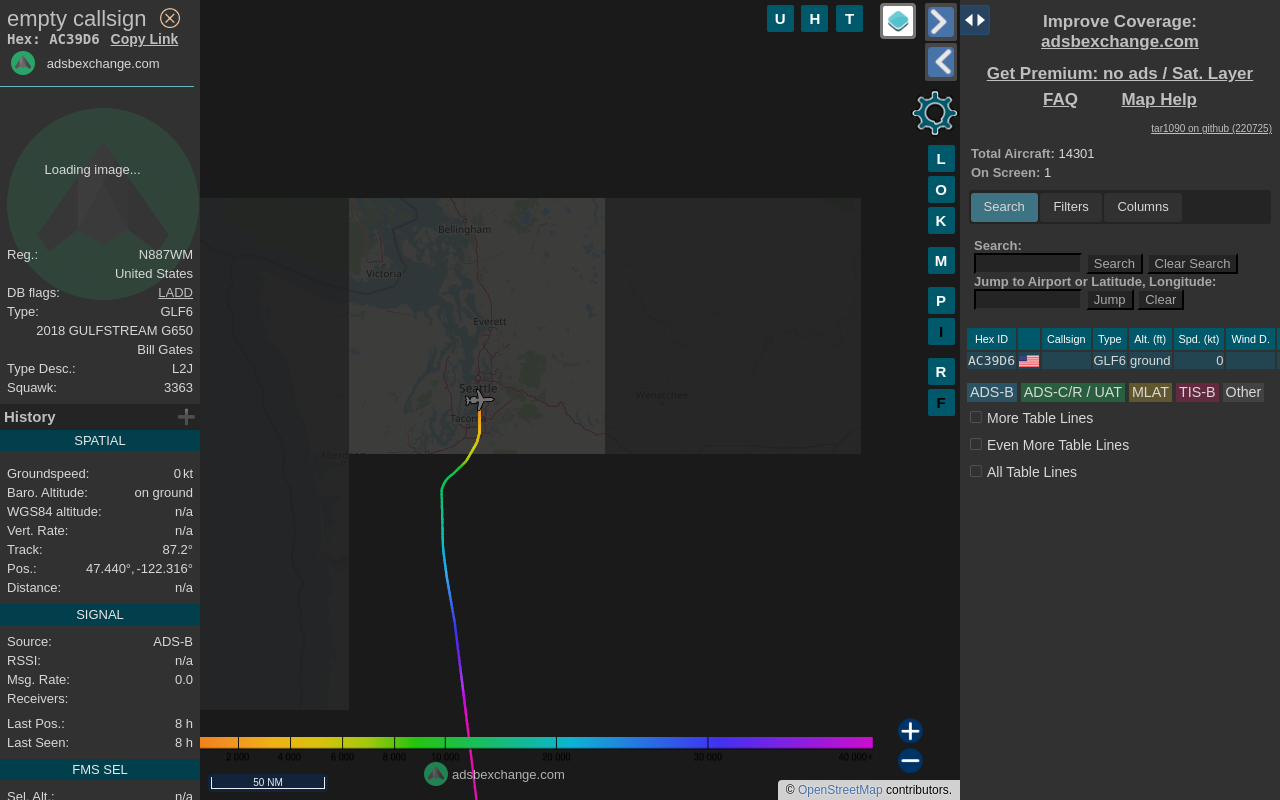 empty callsign
Hex: AC39D6 Copy Link
adsbexchange.com
Loading image...
Reg.: N887WM
United States
DB flags: LADD
Type: GLF6
2018 GULFSTREAM G650
Bill Gates
Type Desc.: L2J
Squawk: 3363
History
SPATIAL
Groundspeed: 0 kt
Baro. Altitude: on ground
WGS84 altitude: n/a
Vert. Rate: n/a
Track: 87.2°
Pos.: 47.440°, -122.316°
Distance: n/a
SIGNAL
Source: ADS-B
RSSI: n/a
Msg. Rate: 0.0
Receivers:
Last Pos.: 8 h
Last Seen: 8 h
FMS SEL
Sel. Alt.: n/a
U H T
L
O
K
M
P
I
R
F
Bellingham
Victoria
Everett
Seattle
Wenatchee
Tacoma
Aberdeen
2 000 4 000 6 000 8 000 10 000 20 000 30 000 40 000+
50 NM
adsbexchange.com
© OpenStreetMap contributors.
Improve Coverage:
adsbexchange.com
Get Premium: no ads / Sat. Layer
FAQ Map Help
tar1090 on github (220725)
Total Aircraft: 14301
On Screen: 1
Search Filters Columns
Search:
Search Clear Search
Jump to Airport or Latitude, Longitude:
Jump Clear
Hex ID Callsign Type Alt. (ft) Spd. (kt) Wind D.
AC39D6 GLF6 ground 0
ADS-B ADS-C/R / UAT MLAT TIS-B Other
More Table Lines
Even More Table Lines
All Table Lines